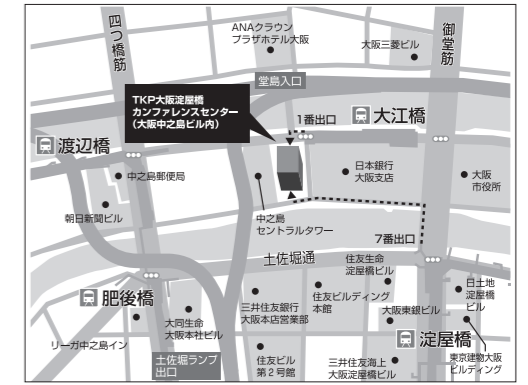 四つ橋筋
ANAクラウン
プラザホテル大阪
大阪三菱ビル
御堂筋
堂島入口
TKP大阪淀屋橋
カンファレンスセンター
(大阪中之島ビル内)
1番出口
大江橋
渡辺橋
中之島郵便局
日本銀行
大阪支店
大阪
市役所
朝日新聞ビル
中之島
セントラルタワー
7番出口
土佐堀通
住友生命
淀屋橋ビル
肥後橋
三井住友銀行
大阪本店営業部
住友ビルディング
本館
日土地
淀屋橋
ビル
大同生命
大阪本社ビル
大阪東銀ビル
淀屋橋
リーガ中之島イン
土佐堀ランプ
出口
住友ビル
第2号館
三井住友海上
大阪淀屋橋ビル
東京建物大阪
ビルディング